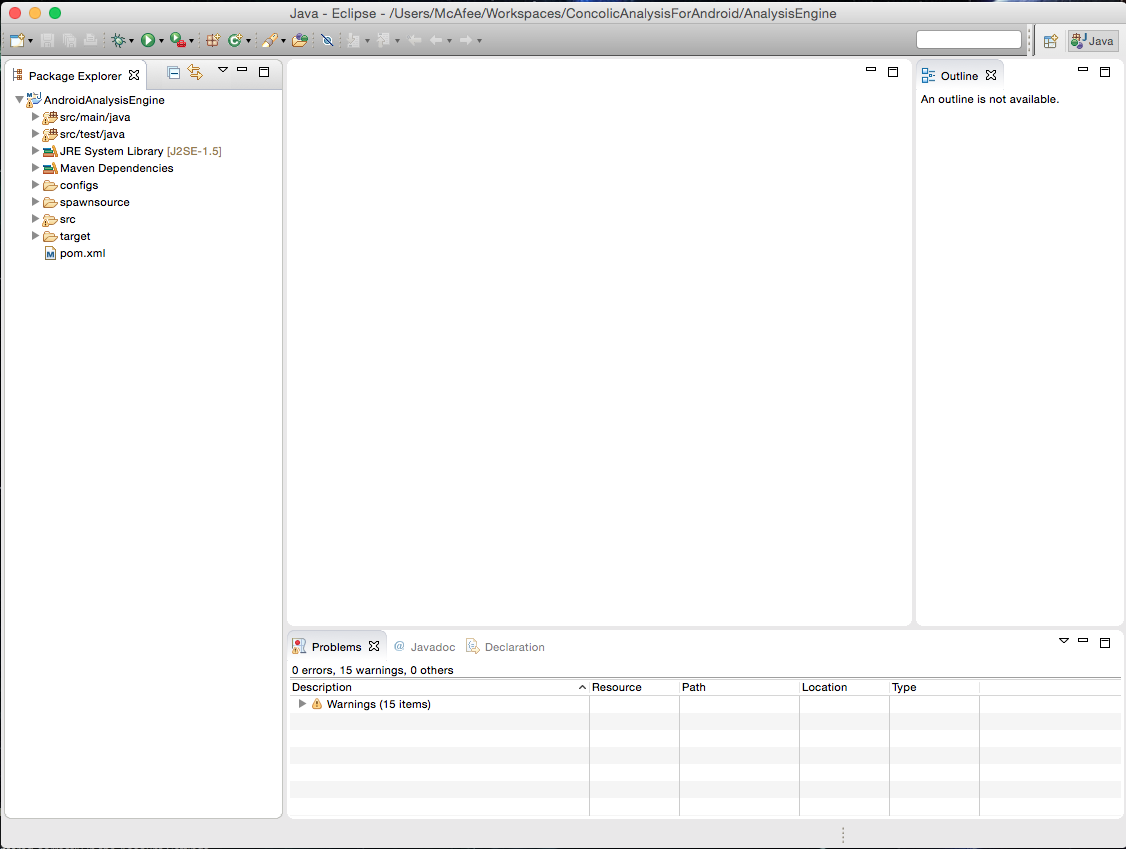 Java - Eclipse - /Users/McAfee/Workspaces/ConcolicAnalysisForAndroid/AnalysisEngine
Java
Package Explorer
AndroidAnalysisEngine
src/main/java
src/test/java
JRE System Library [J2SE-1.5]
Maven Dependencies
configs
spawnsource
src
target
pom.xml
Outline
An outline is not available.
Problems @ Javadoc Declaration
0 errors, 15 warnings, 0 others
Description Resource Path Location Type
Warnings (15 items)